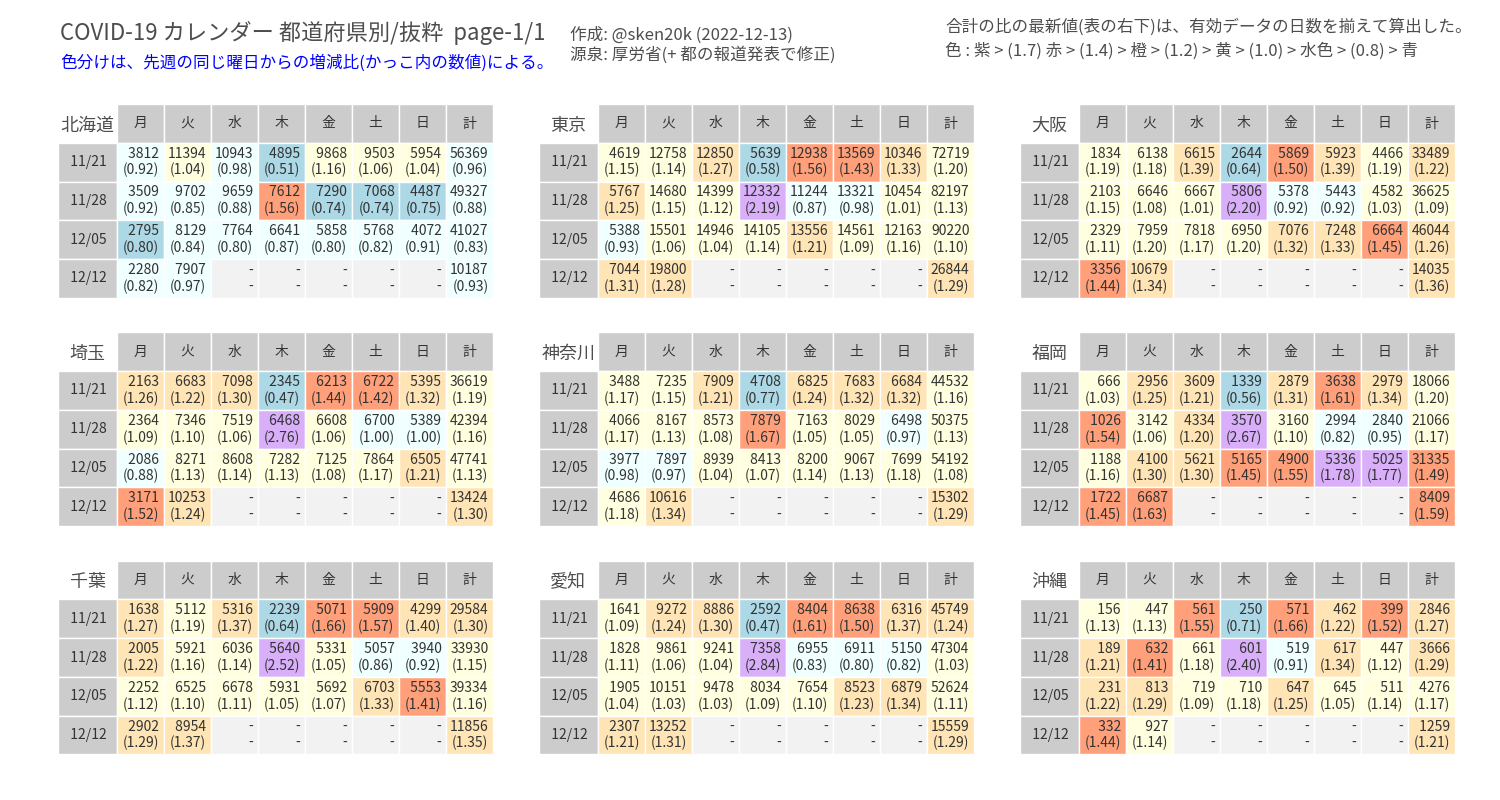 COVID-19 カレンダー 都道府県別/抜粋 page-1/1
色分けは、先週の同じ曜日からの増減比(かっこ内の数値)による。
作成: @sken20k (2022-12-13)
源泉: 厚労省(+ 都の報道発表で修正)
合計の比の最新値(表の右下)は、有効データの日数を揃えて算出した。
色 : 紫 > (1.7) 赤 > (1.4) > 橙 > (1.2) > 黄 > (1.0) > 水色 > (0.8) > 青
北海道 月 火 水 木 金 土 日 計
11/21 3812 11394 10943 4895 9868 9503 5954 56369
(0.92) (1.04) (0.98) (0.51) (1.16) (1.06) (1.04) (0.96)
11/28 3509 9702 9659 7612 7290 7068 4487 49327
(0.92) (0.85) (0.88) (1.56) (0.74) (0.74) (0.75) (0.88)
12/05 2795 8129 7764 6641 5858 5768 4072 41027
(0.80) (0.84) (0.80) (0.87) (0.80) (0.82) (0.91) (0.83)
12/12 2280 7907 - - - - - 10187
(0.82) (0.97) - - - - - (0.93)
東京 月 火 水 木 金 土 日 計
11/21 4619 12758 12850 5639 12938 13569 10346 72719
(1.15) (1.14) (1.27) (0.58) (1.56) (1.43) (1.33) (1.20)
11/28 5767 14680 14399 12332 11244 13321 10454 82197
(1.25) (1.15) (1.12) (2.19) (0.87) (0.98) (1.01) (1.13)
12/05 5388 15501 14946 14105 13556 14561 12163 90220
(0.93) (1.06) (1.04) (1.14) (1.21) (1.09) (1.16) (1.10)
12/12 7044 19800 - - - - - 26844
(1.31) (1.28) - - - - - (1.29)
大阪 月 火 水 木 金 土 日 計
11/21 1834 6138 6615 2644 5869 5923 4466 33489
(1.19) (1.18) (1.39) (0.64) (1.50) (1.39) (1.39) (1.22)
11/28 2103 6646 6667 5806 5378 5443 4582 36625
(1.15) (1.08) (1.01) (2.20) (0.92) (0.92) (1.03) (1.09)
12/05 2329 7959 7818 6950 7076 7248 6664 46044
(1.11) (1.20) (1.17) (1.20) (1.32) (1.33) (1.45) (1.26)
12/12 3356 10679 - - - - - 14035
(1.44) (1.34) - - - - - (1.36)
埼玉 月 火 水 木 金 土 日 計
11/21 2163 6683 7098 2345 6213 6722 5395 36619
(1.26) (1.22) (1.30) (0.47) (1.44) (1.42) (1.32) (1.19)
11/28 2364 7346 7519 6468 6608 6700 5389 42394
(1.09) (1.10) (1.06) (2.76) (1.06) (1.00) (1.00) (1.16)
12/05 2086 8271 8608 7282 7125 7864 6505 47741
(0.88) (1.13) (1.14) (1.13) (1.08) (1.17) (1.21) (1.13)
12/12 3171 10253 - - - - - 13424
(1.52) (1.24) - - - - - (1.30)
神奈川 月 火 水 木 金 土 日 計
11/21 3488 7235 7909 4708 6825 7683 6684 44532
(1.17) (1.15) (1.21) (0.77) (1.24) (1.32) (1.32) (1.16)
11/28 4066 8167 8573 7879 7163 8029 6498 50375
(1.17) (1.13) (1.08) (1.67) (1.05) (1.05) (0.97) (1.13)
12/05 3977 7897 8939 8413 8200 9067 7699 54192
(0.98) (0.97) (1.04) (1.07) (1.14) (1.13) (1.18) (1.08)
12/12 4686 10616 - - - - - 15302
(1.18) (1.34) - - - - - (1.29)
福岡 月 火 水 木 金 土 日 計
11/21 666 2956 3609 1339 2879 3638 2979 18066
(1.03) (1.25) (1.21) (0.56) (1.31) (1.61) (1.34) (1.20)
11/28 1026 3142 4334 3570 3160 2994 2840 21066
(1.54) (1.06) (1.20) (2.67) (1.10) (0.82) (0.95) (1.17)
12/05 1188 4100 5621 5165 4900 5336 5025 31335
(1.16) (1.30) (1.30) (1.45) (1.55) (1.78) (1.77) (1.49)
12/12 1722 6687 - - - - - 8409
(1.45) (1.63) - - - - - (1.59)
千葉 月 火 水 木 金 土 日 計
11/21 1638 5112 5316 2239 5071 5909 4299 29584
(1.27) (1.19) (1.37) (0.64) (1.66) (1.57) (1.40) (1.30)
11/28 2005 5921 6036 5640 5331 5057 3940 33930
(1.22) (1.16) (1.14) (2.52) (1.05) (0.86) (0.92) (1.15)
12/05 2252 6525 6678 5931 5692 6703 5553 39334
(1.12) (1.10) (1.11) (1.05) (1.07) (1.33) (1.41) (1.16)
12/12 2902 8954 - - - - - 11856
(1.29) (1.37) - - - - - (1.35)
愛知 月 火 水 木 金 土 日 計
11/21 1641 9272 8886 2592 8404 8638 6316 45749
(1.09) (1.24) (1.30) (0.47) (1.61) (1.50) (1.37) (1.24)
11/28 1828 9861 9241 7358 6955 6911 5150 47304
(1.11) (1.06) (1.04) (2.84) (0.83) (0.80) (0.82) (1.03)
12/05 1905 10151 9478 8034 7654 8523 6879 52624
(1.04) (1.03) (1.03) (1.09) (1.10) (1.23) (1.34) (1.11)
12/12 2307 13252 - - - - - 15559
(1.21) (1.31) - - - - - (1.29)
沖縄 月 火 水 木 金 土 日 計
11/21 156 447 561 250 571 462 399 2846
(1.13) (1.13) (1.55) (0.71) (1.66) (1.22) (1.52) (1.27)
11/28 189 632 661 601 519 617 447 3666
(1.21) (1.41) (1.18) (2.40) (0.91) (1.34) (1.12) (1.29)
12/05 231 813 719 710 647 645 511 4276
(1.22) (1.29) (1.09) (1.18) (1.25) (1.05) (1.14) (1.17)
12/12 332 927 - - - - - 1259
(1.44) (1.14) - - - - - (1.21)